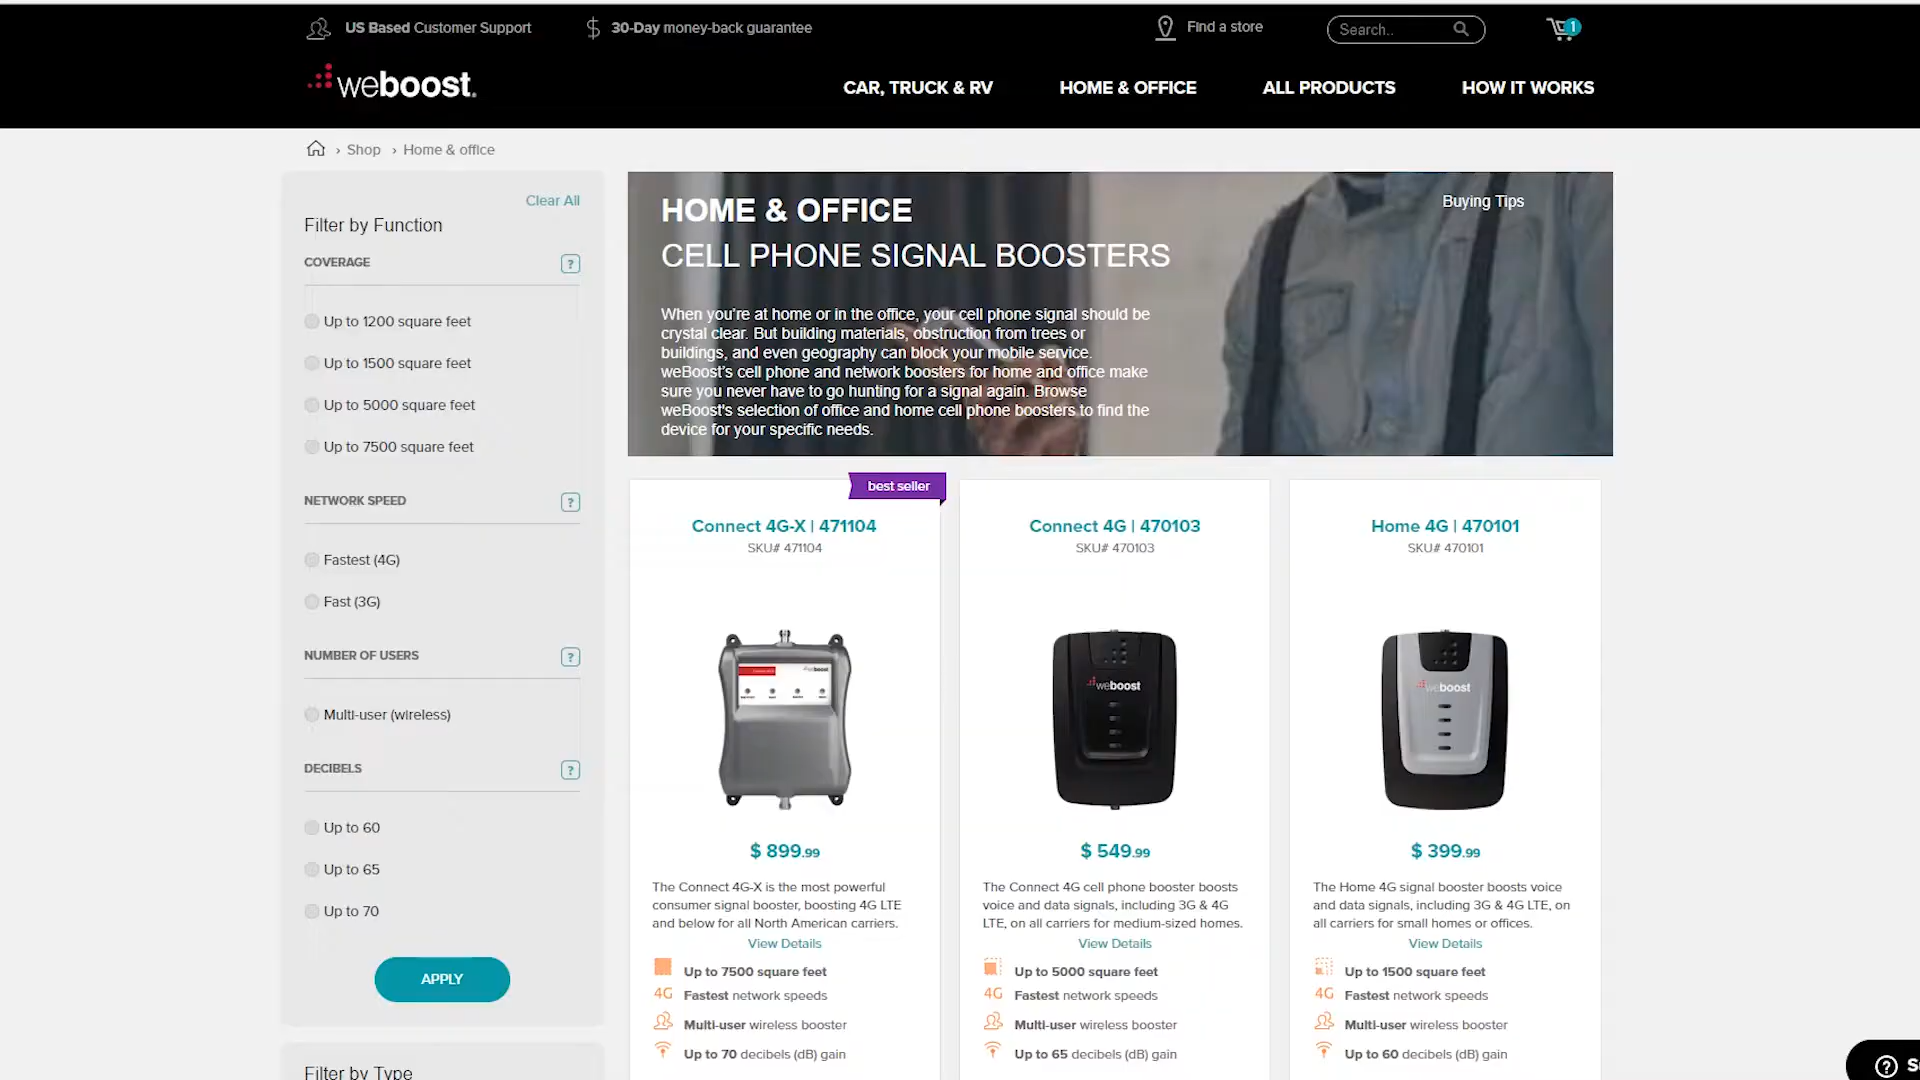 US Based Customer Support
30-Day money-back guarantee
Find a store
Search..
1
weboost.
CAR, TRUCK & RV
HOME & OFFICE
ALL PRODUCTS
HOW IT WORKS
› Shop › Home & office
Clear All
Filter by Function
COVERAGE
?
Up to 1200 square feet
Up to 1500 square feet
Up to 5000 square feet
Up to 7500 square feet
NETWORK SPEED
?
Fastest (4G)
Fast (3G)
NUMBER OF USERS
?
Multi-user (wireless)
DECIBELS
?
Up to 60
Up to 65
Up to 70
APPLY
Filter by Type
HOME & OFFICE
CELL PHONE SIGNAL BOOSTERS
Buying Tips
When you're at home or in the office, your cell phone signal should be
crystal clear. But building materials, obstruction from trees or
buildings, and even geography can block your mobile service.
weBoost's cell phone and network boosters for home and office make
sure you never have to go hunting for a signal again. Browse
weBoost's selection of office and home cell phone boosters to find the
device for your specific needs.
best seller
Connect 4G-X | 471104
SKU# 471104
weboost
$ 899.99
The Connect 4G-X is the most powerful
consumer signal booster, boosting 4G LTE
and below for all North American carriers.
View Details
Up to 7500 square feet
4G Fastest network speeds
Multi-user wireless booster
Up to 70 decibels (dB) gain
Connect 4G | 470103
SKU# 470103
weboost
$ 549.99
The Connect 4G cell phone booster boosts
voice and data signals, including 3G & 4G
LTE, on all carriers for medium-sized homes.
View Details
Up to 5000 square feet
4G Fastest network speeds
Multi-user wireless booster
Up to 65 decibels (dB) gain
Home 4G | 470101
SKU# 470101
weboost
$ 399.99
The Home 4G signal booster boosts voice
and data signals, including 3G & 4G LTE, on
all carriers for small homes or offices.
View Details
Up to 1500 square feet
4G Fastest network speeds
Multi-user wireless booster
Up to 60 decibels (dB) gain
?